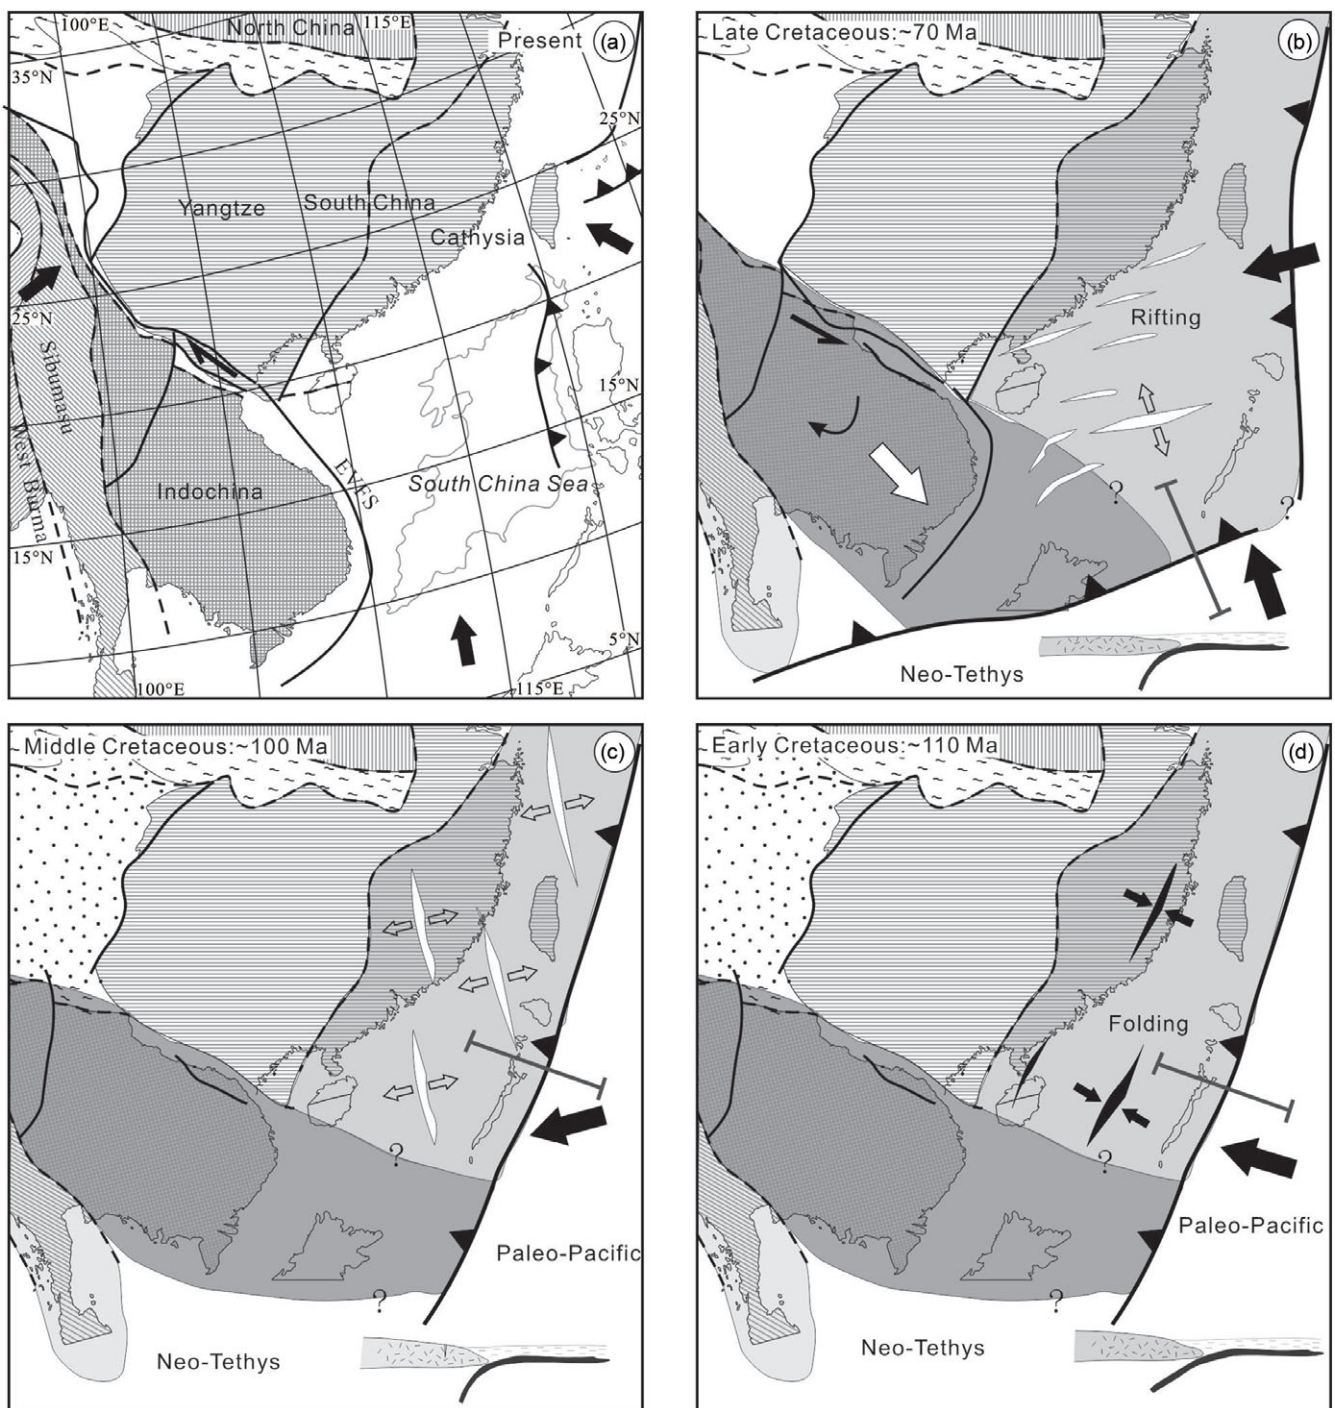 North China
100°E
115°E
Present
(a)
35°N
25°N
Yangtze
South China
Cathysia
25°N
Sibumasu
West Burma
15°N
Indochina
EVFS
South China Sea
15°N
5°N
100°E
115°E
Late Cretaceous:~70 Ma
(b)
Rifting
?
?
Neo-Tethys
Middle Cretaceous:~100 Ma
(c)
?
Paleo-Pacific
?
Neo-Tethys
Early Cretaceous:~110 Ma
(d)
Folding
?
Paleo-Pacific
?
Neo-Tethys